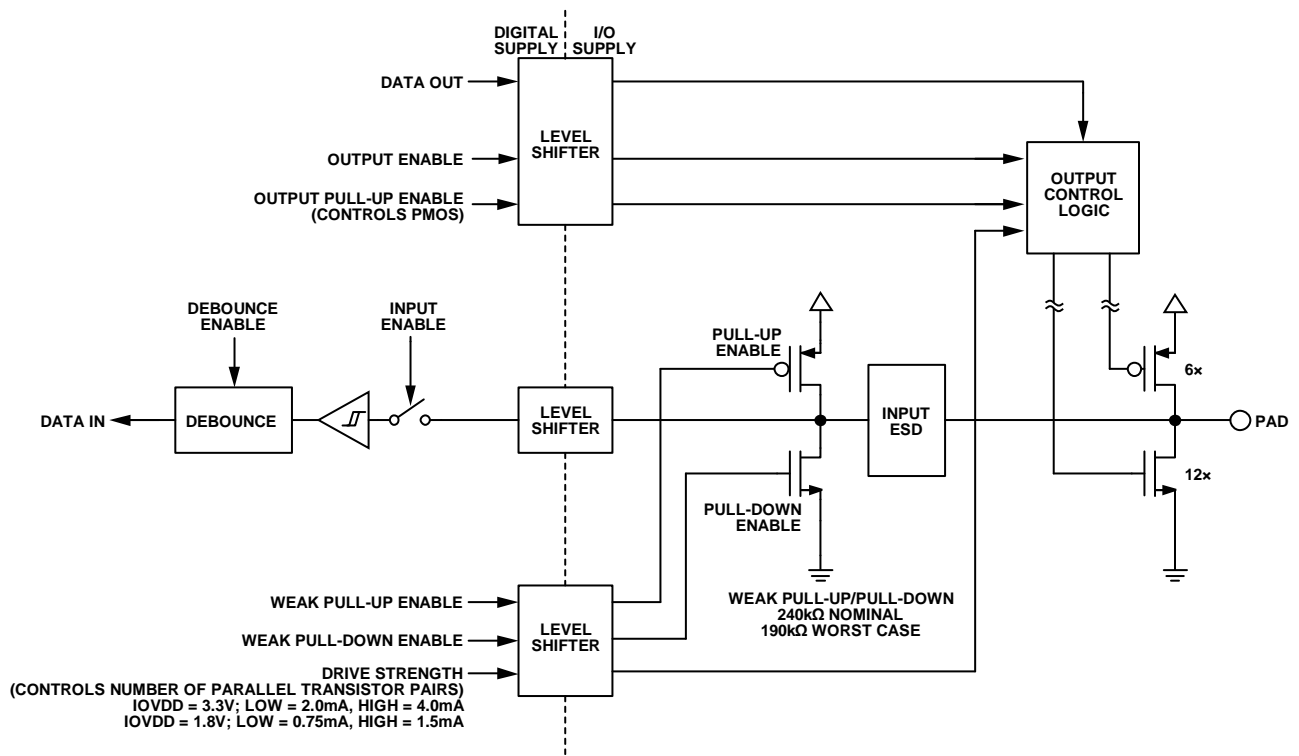 DIGITAL
SUPPLY
I/O
SUPPLY
DATA OUT
LEVEL
SHIFTER
OUTPUT ENABLE
OUTPUT PULL-UP ENABLE
(CONTROLS PMOS)
OUTPUT
CONTROL
LOGIC
DEBOUNCE
ENABLE
INPUT
ENABLE
PULL-UP
ENABLE
6×
DATA IN
DEBOUNCE
LEVEL
SHIFTER
INPUT
ESD
PAD
12×
PULL-DOWN
ENABLE
WEAK PULL-UP/PULL-DOWN
240kΩ NOMINAL
190kΩ WORST CASE
WEAK PULL-UP ENABLE
WEAK PULL-DOWN ENABLE
LEVEL
SHIFTER
DRIVE STRENGTH
(CONTROLS NUMBER OF PARALLEL TRANSISTOR PAIRS)
IOVDD = 3.3V; LOW = 2.0mA, HIGH = 4.0mA
IOVDD = 1.8V; LOW = 0.75mA, HIGH = 1.5mA